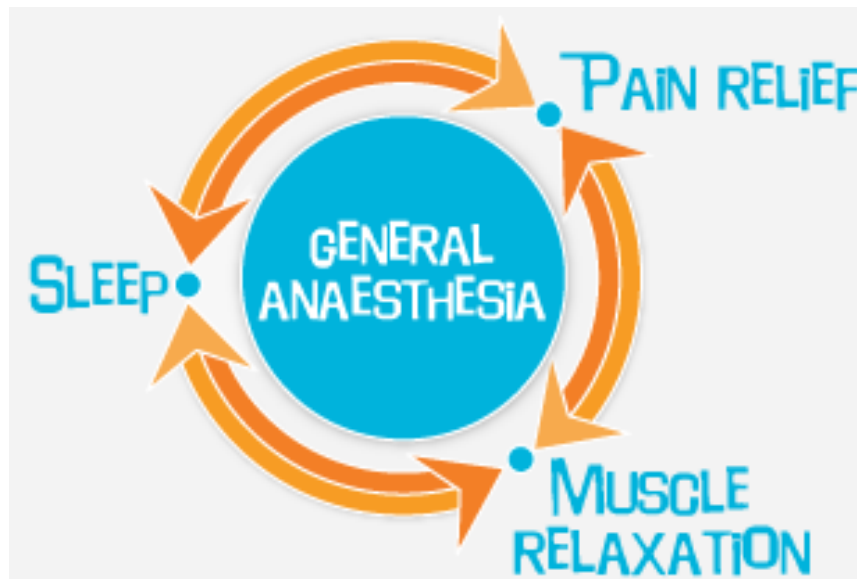 PAIN RELIEF
GENERAL
ANAESTHESIA
SLEEP
MUSCLE
RELAXATION